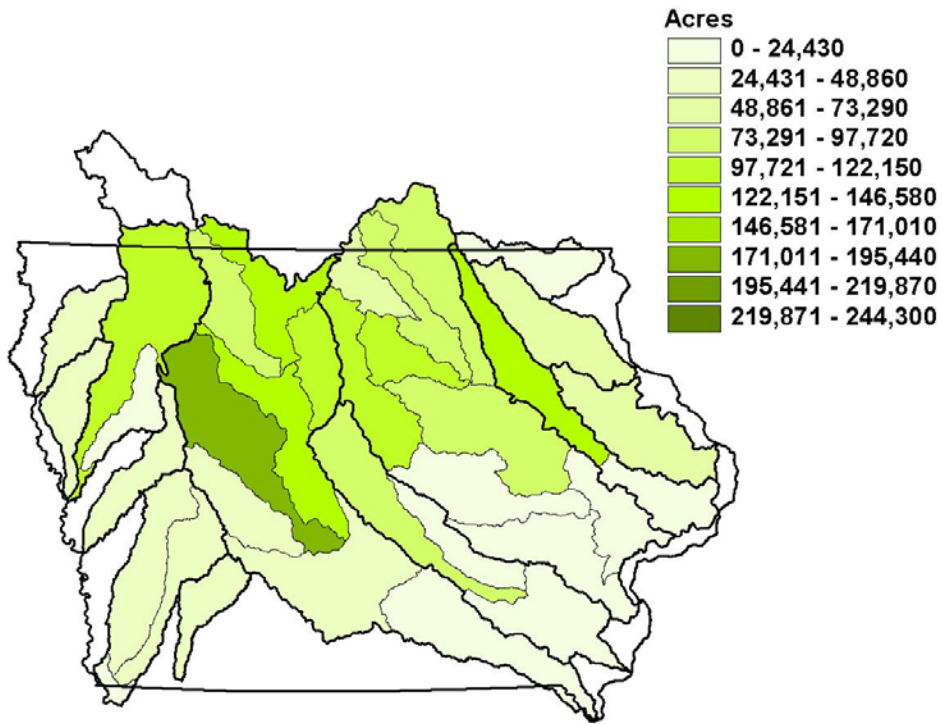 Acres
0 - 24,430
24,431 - 48,860
48,861 - 73,290
73,291 - 97,720
97,721 - 122,150
122,151 - 146,580
146,581 - 171,010
171,011 - 195,440
195,441 - 219,870
219,871 - 244,300